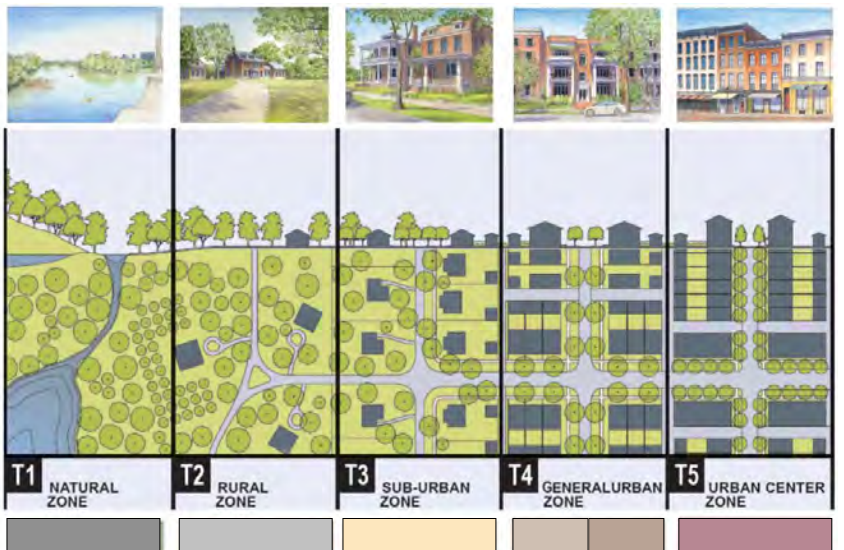 T1 NATURAL
ZONE
T2 RURAL
ZONE
T3 SUB-URBAN
ZONE
T4 GENERALURBAN
ZONE
T5 URBAN CENTER
ZONE